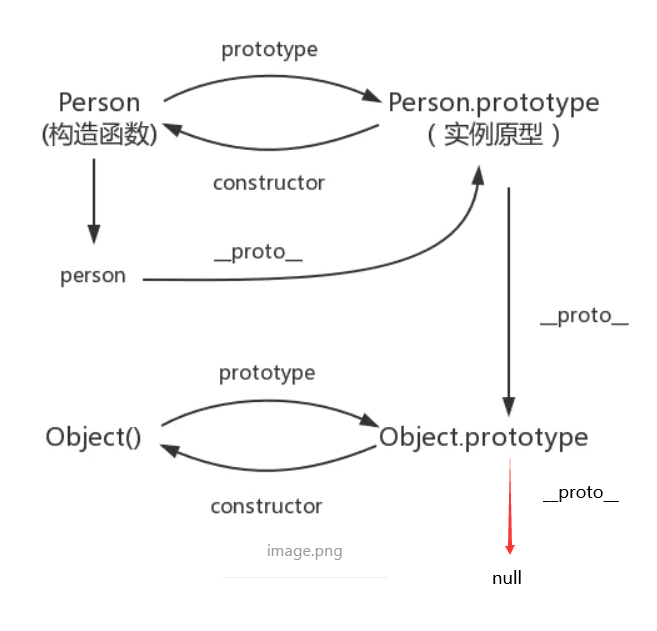 prototype
Person
(构造函数)
Person.prototype
（实例原型）
constructor
person
__proto__
__proto__
prototype
Object()
Object.prototype
constructor
__proto__
image.png
null